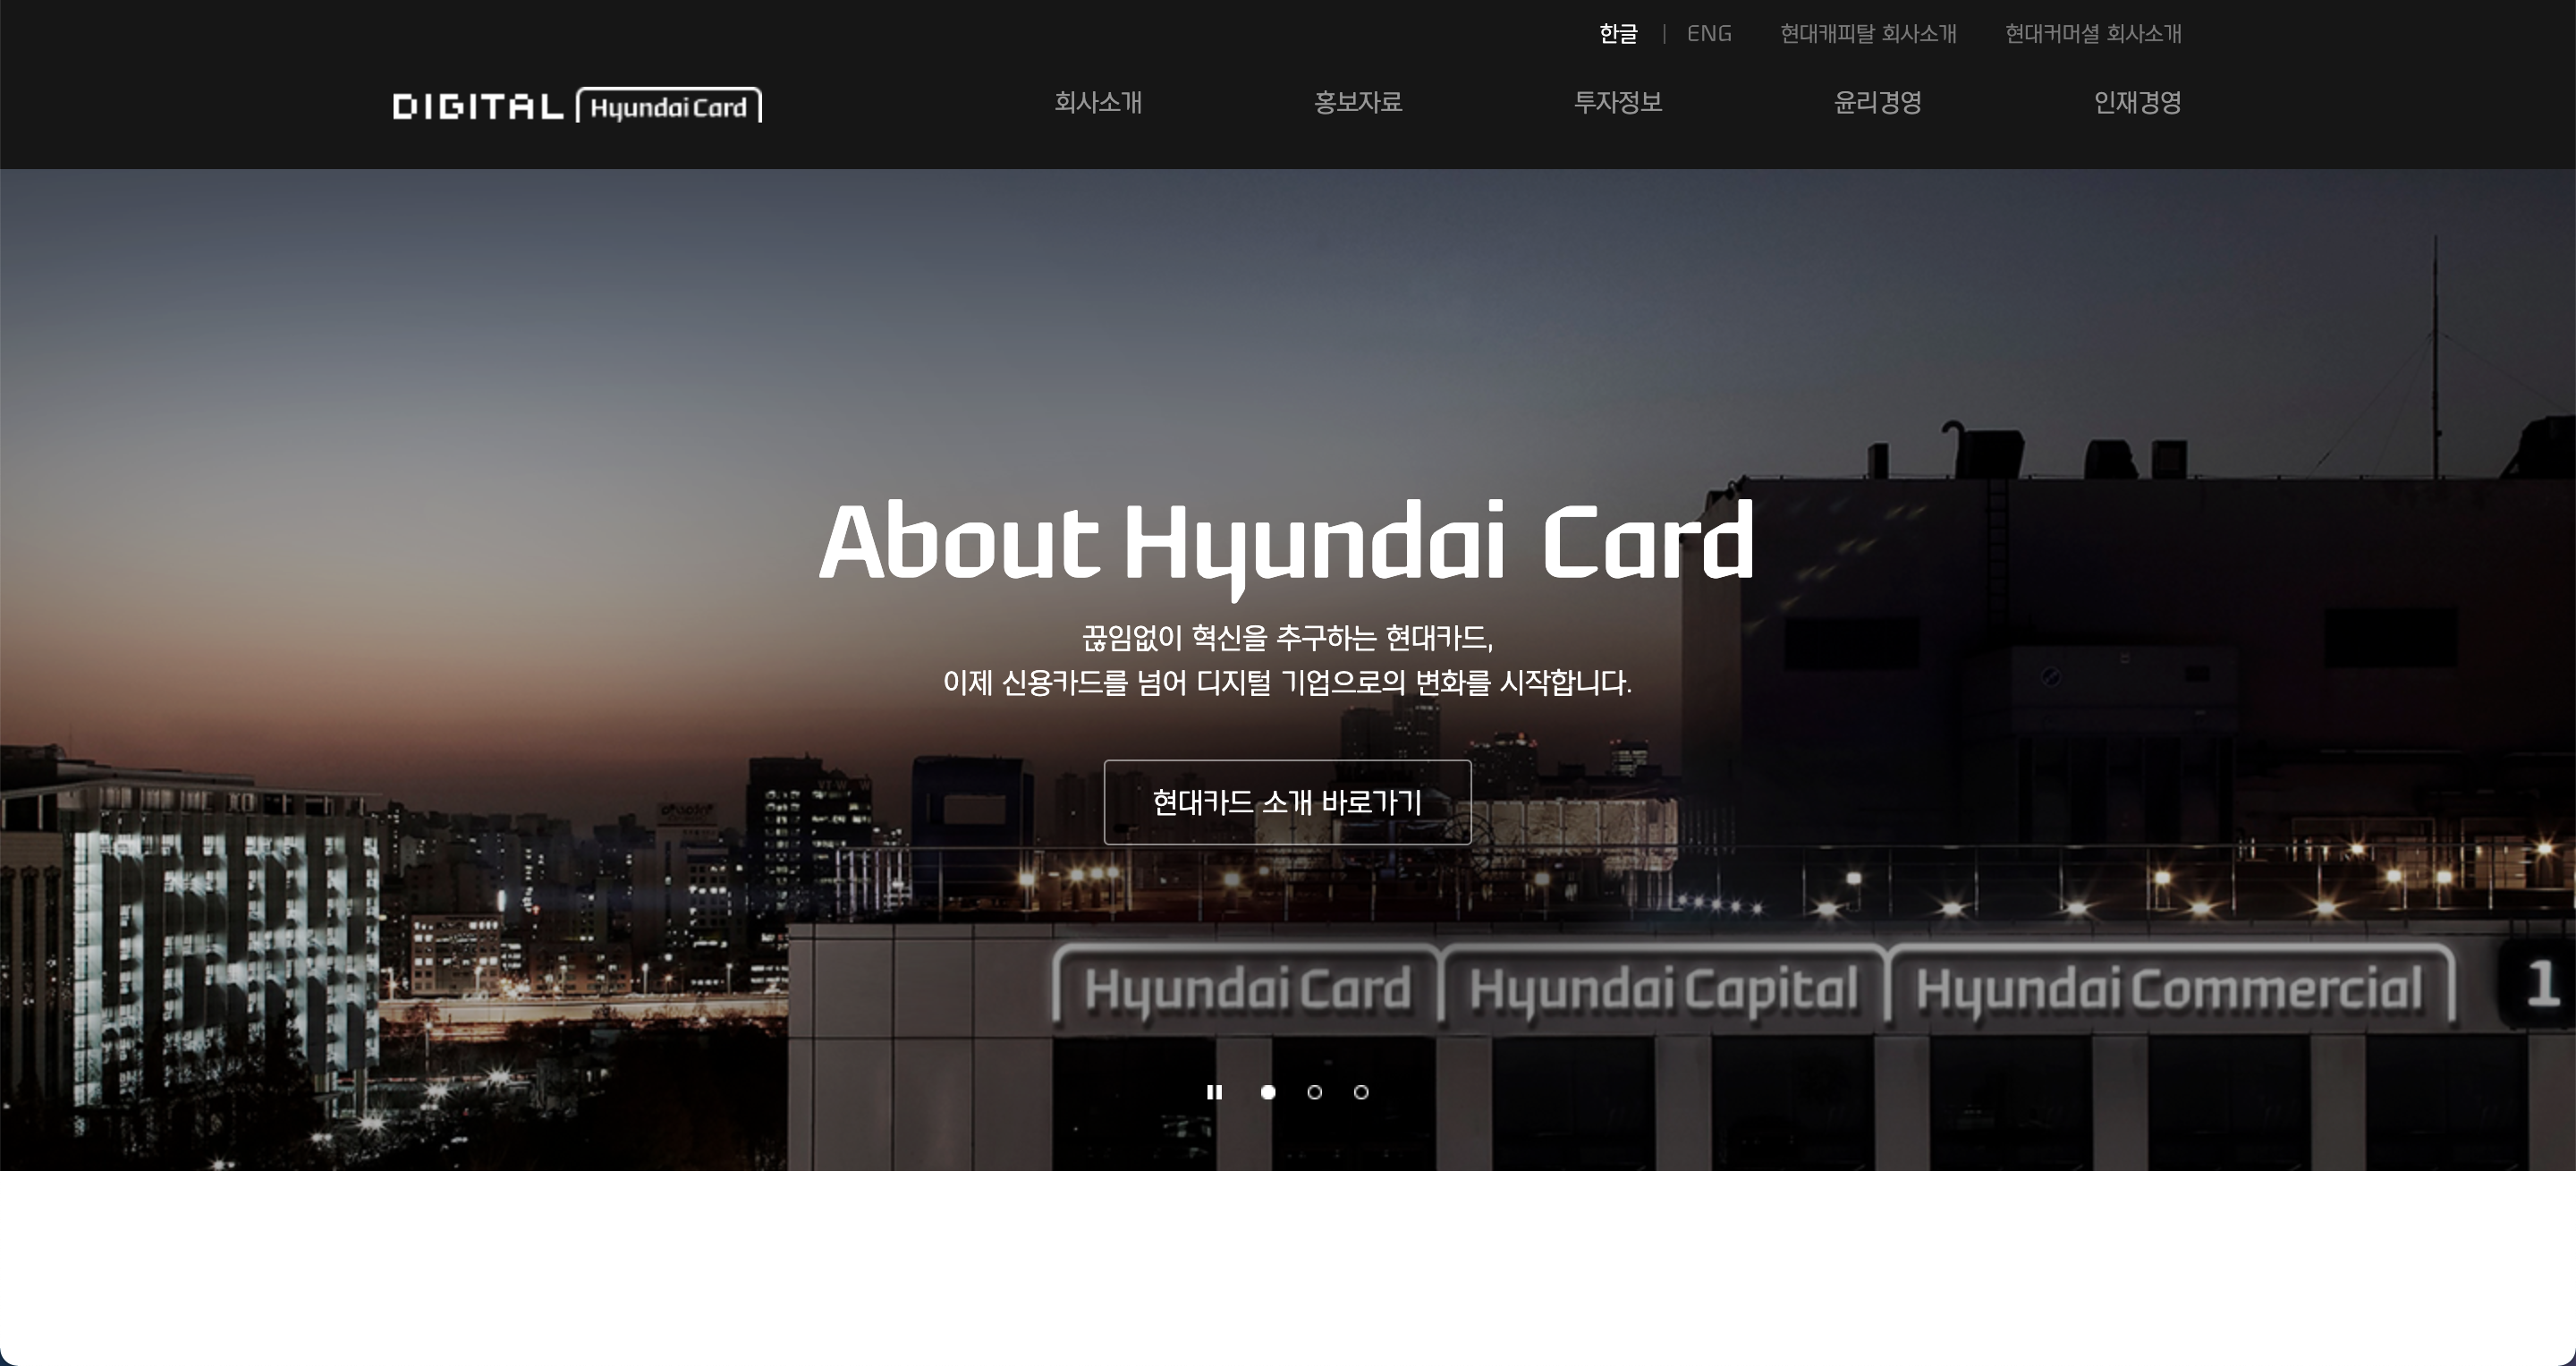 한글 | ENG 현대캐피탈 회사소개 현대커머셜 회사소개
DIGITAL Hyundai Card 회사소개 홍보자료 투자정보 윤리경영 인재경영
About Hyundai Card
끊임없이 혁신을 추구하는 현대카드,
이제 신용카드를 넘어 디지털 기업으로의 변화를 시작합니다.
현대카드 소개 바로가기
Hyundai Card Hyundai Capital Hyundai Commercial 1